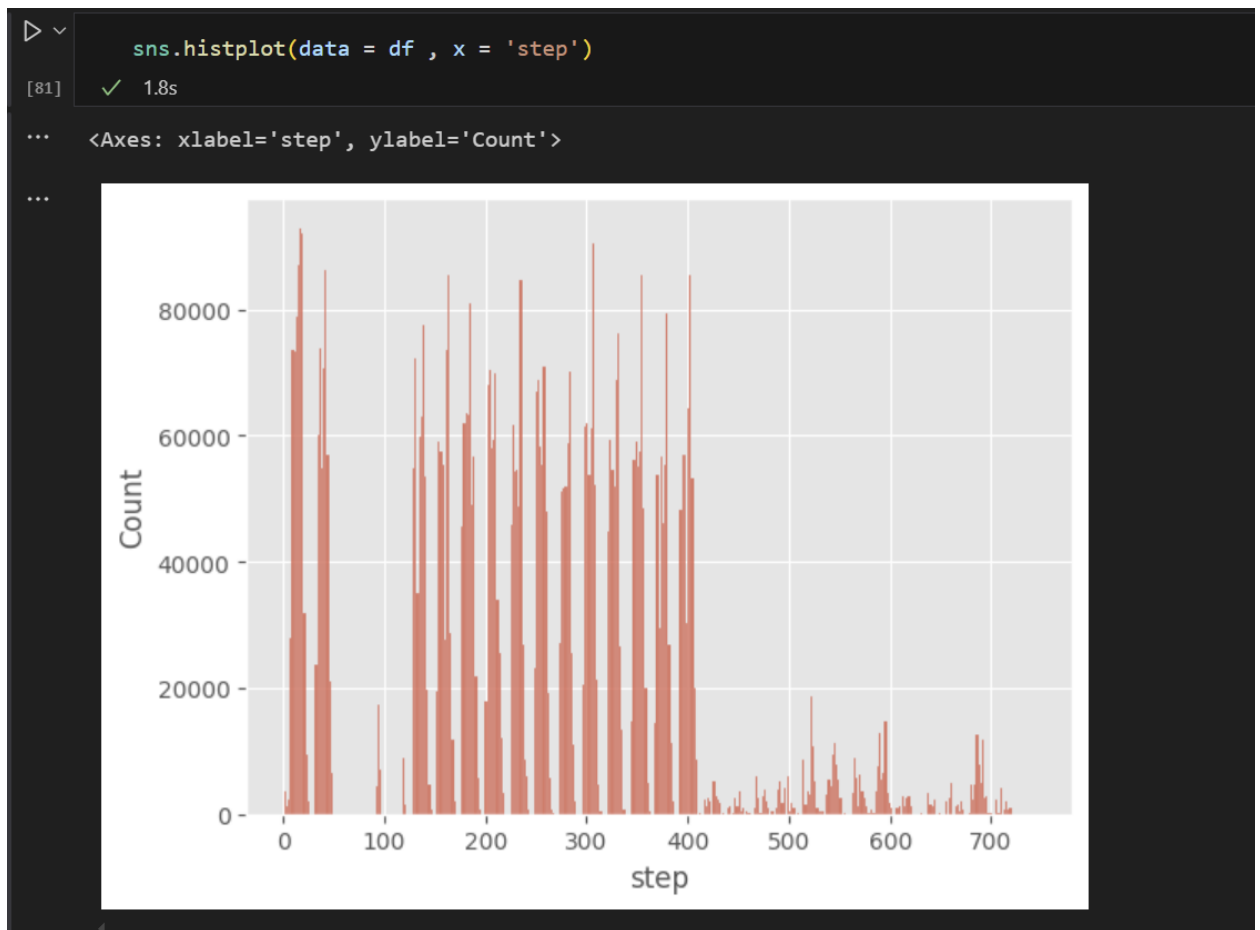 sns.histplot(data = df , x = 'step')
[81]
1.8s
<Axes: xlabel='step', ylabel='Count'>
80000
60000
40000
20000
0
Count
0 100 200 300 400 500 600 700
step